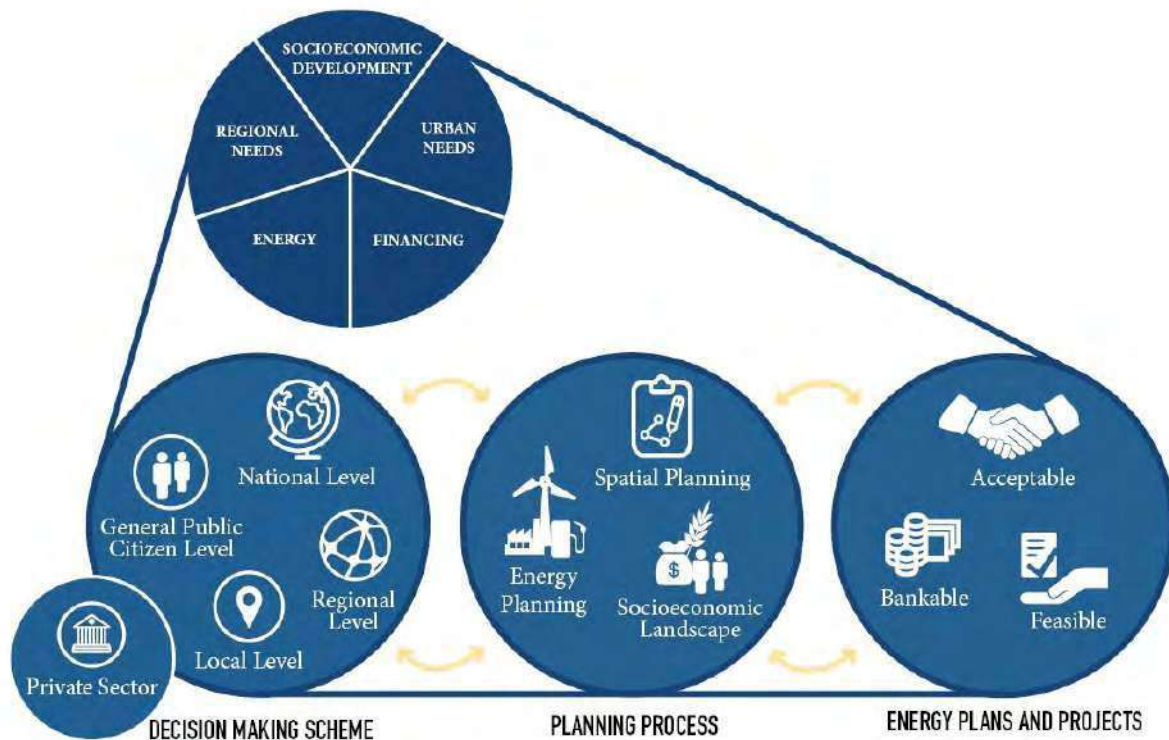 SOCIOECONOMIC
DEVELOPMENT
REGIONAL
NEEDS
URBAN
NEEDS
ENERGY
FINANCING
National Level
General Public
Citizen Level
Regional
Level
Local Level
Private Sector
Spatial Planning
Energy
Planning
$
Socioeconomic
Landscape
Acceptable
Bankable
Feasible
DECISION MAKING SCHEME
PLANNING PROCESS
ENERGY PLANS AND PROJECTS